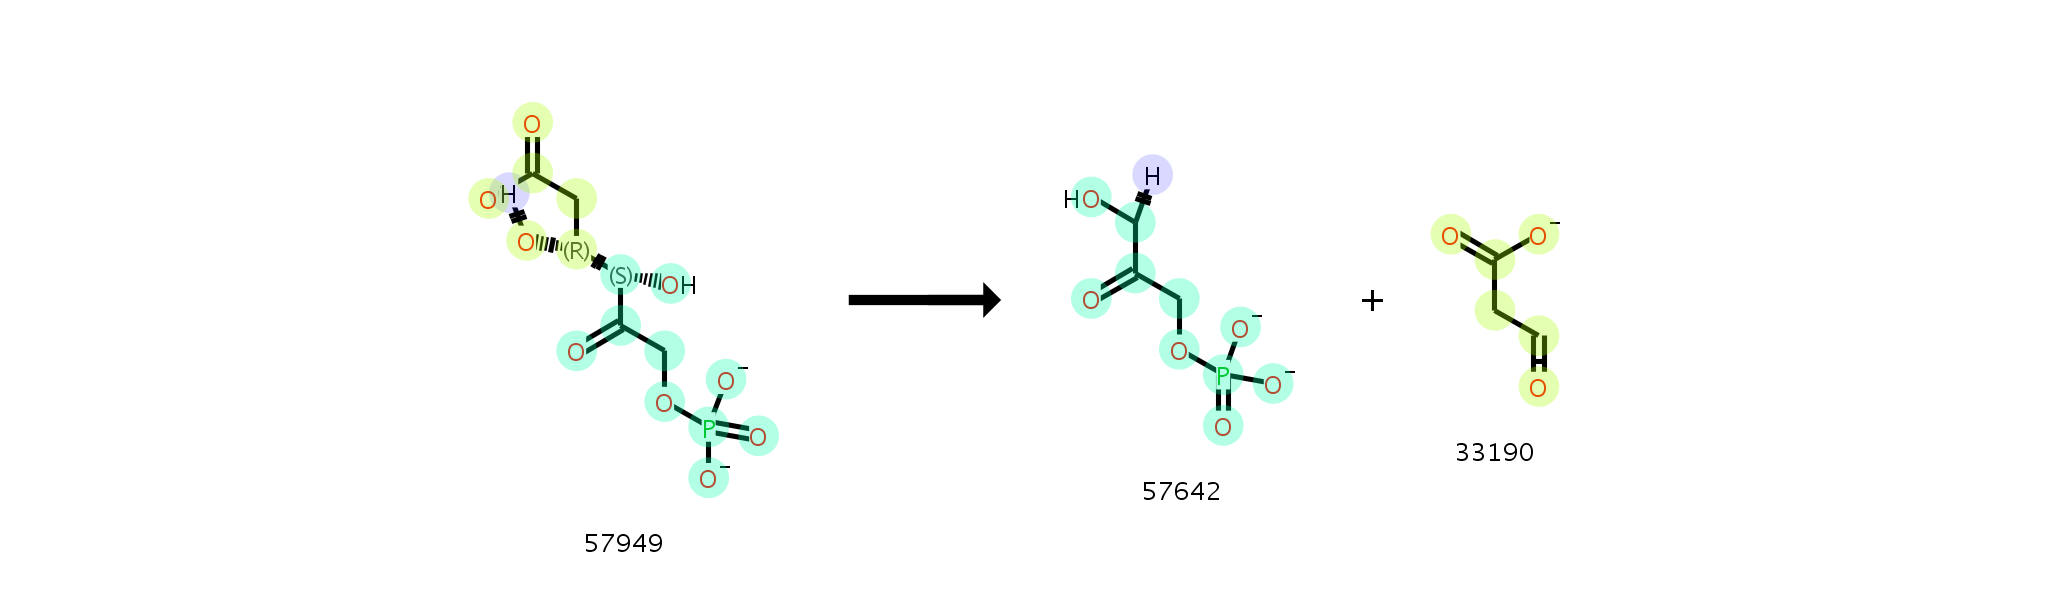 O
O H
O (R)
(S) OH
O
O P O⁻ O
O⁻
57949
H
HO
O
O P O⁻ O⁻
O
57642
+
O O⁻
O
33190